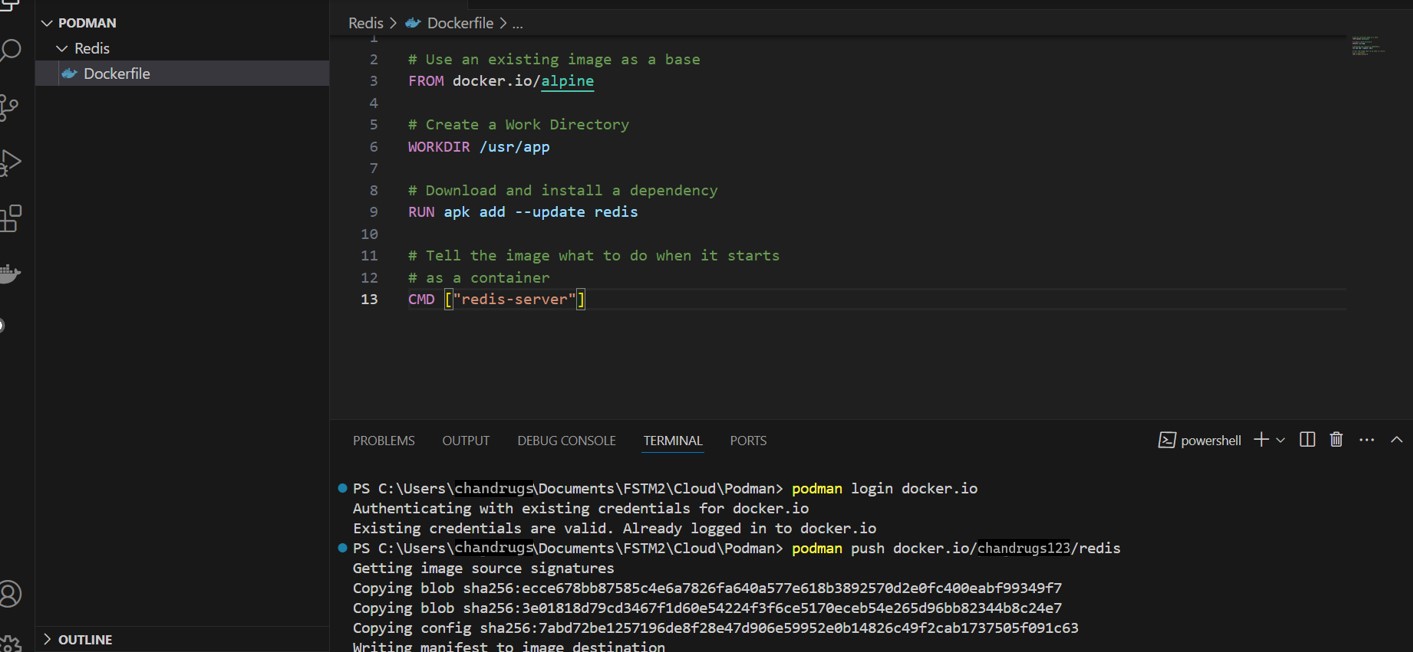 PODMAN
Redis
Dockerfile
OUTLINE
Redis > Dockerfile > ...
1
2 # Use an existing image as a base
3 FROM docker.io/alpine
4
5 # Create a Work Directory
6 WORKDIR /usr/app
7
8 # Download and install a dependency
9 RUN apk add --update redis
10
11 # Tell the image what to do when it starts
12 # as a container
13 CMD ["redis-server"]
PROBLEMS OUTPUT DEBUG CONSOLE TERMINAL PORTS powershell
PS C:\Users\chandrugs\Documents\FSTM2\Cloud\Podman> podman login docker.io
Authenticating with existing credentials for docker.io
Existing credentials are valid. Already logged in to docker.io
PS C:\Users\chandrugs\Documents\FSTM2\Cloud\Podman> podman push docker.io/chandrugs123/redis
Getting image source signatures
Copying blob sha256:ecce678bb87585c4e6a7826fa640a577e618b3892570d2e0fc400eabf99349f7
Copying blob sha256:3e01818d79cd3467f1d60e54224f3f6ce5170eceb54e265d96bb82344b8c24e7
Copying config sha256:7abd72be1257196de8f28e47d906e59952e0b14826c49f2cab1737505f091c63
Writing manifest to image destination